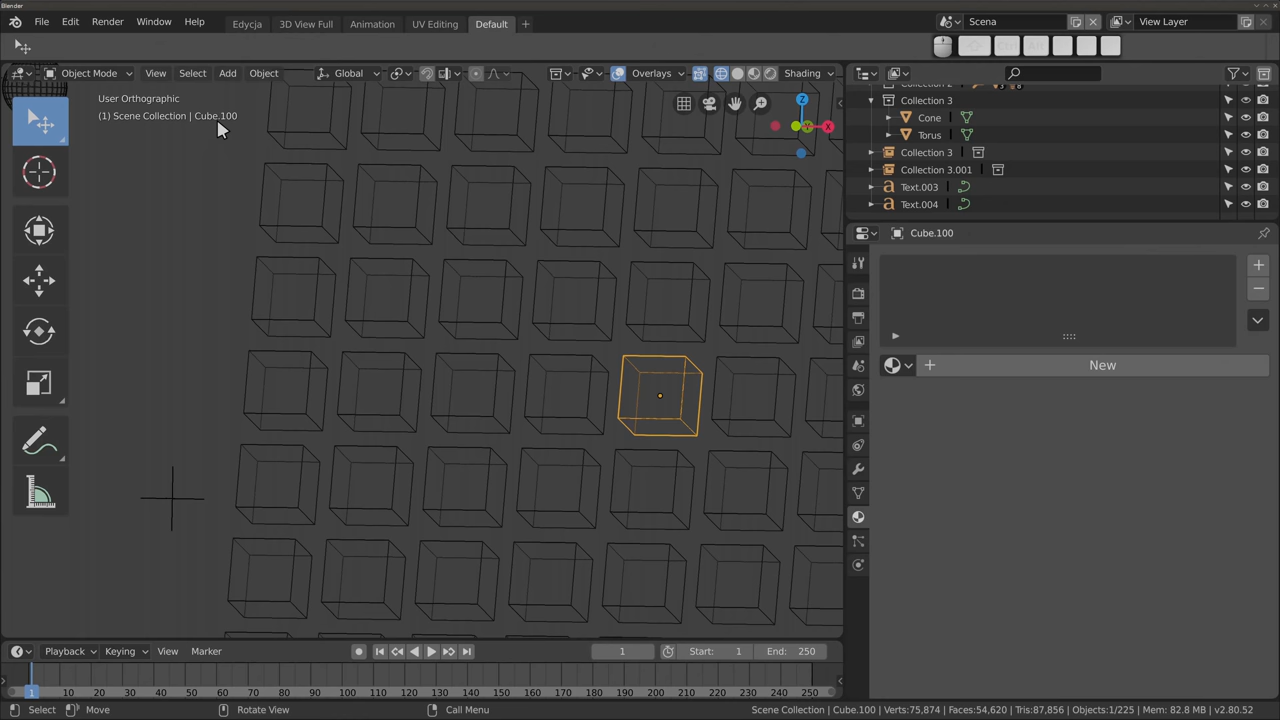 Blender
File Edit Render Window Help
Edycja 3D View Full Animation UV Editing Default +
Scena
View Layer
Ctrl Alt
Object Mode View Select Add Object Global Overlays Shading
User Orthographic
(1) Scene Collection | Cube.100
Z
X
Collection 3
Cone
Torus
Collection 3
Collection 3.001
Text.003
Text.004
Cube.100
New
Playback Keying View Marker
1 Start: 1 End: 250
1 10 20 30 40 50 60 70 80 90 100 110 120 130 140 150 160 170 180 190 200 210 220 230 240 250
Select Move Rotate View Call Menu
Scene Collection | Cube.100 | Verts:75,874 | Faces:54,620 | Tris:87,856 | Objects:1/225 | Mem: 82.8 MB | v2.80.52